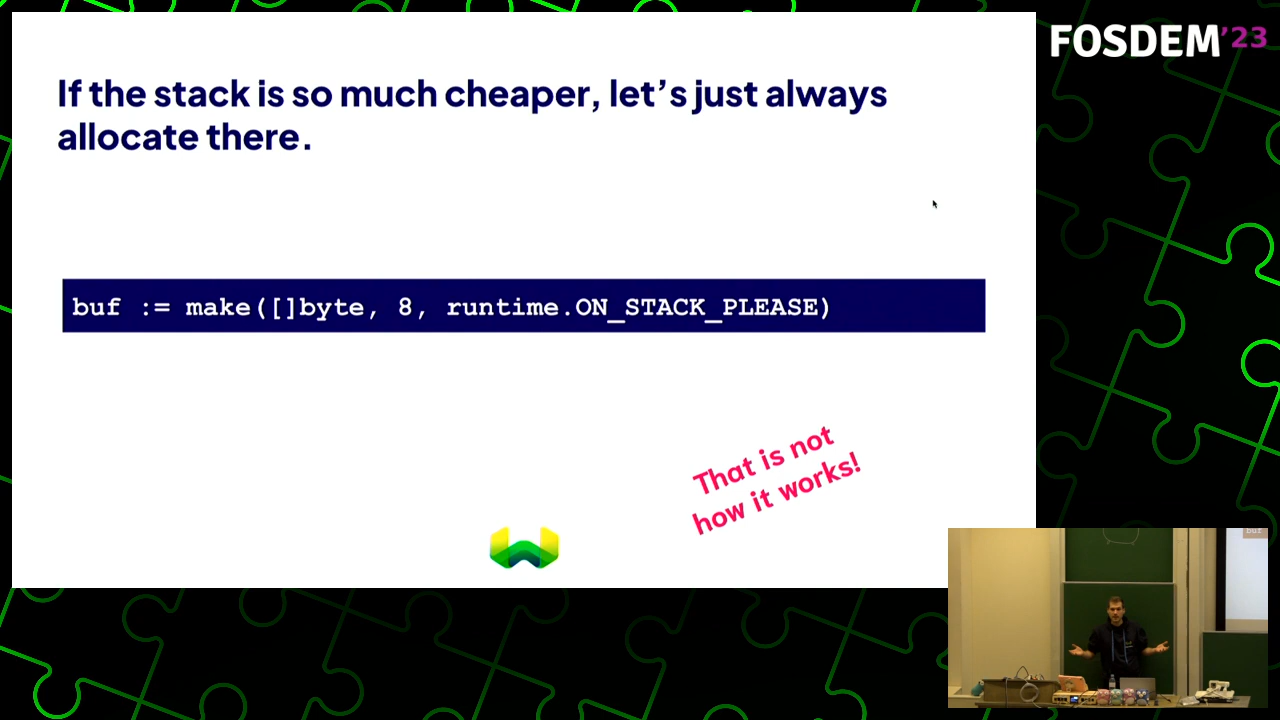 FOSDEM'23
If the stack is so much cheaper, let’s just always
allocate there.
buf := make([]byte, 8, runtime.ON_STACK_PLEASE)
That is not
how it works!
buf